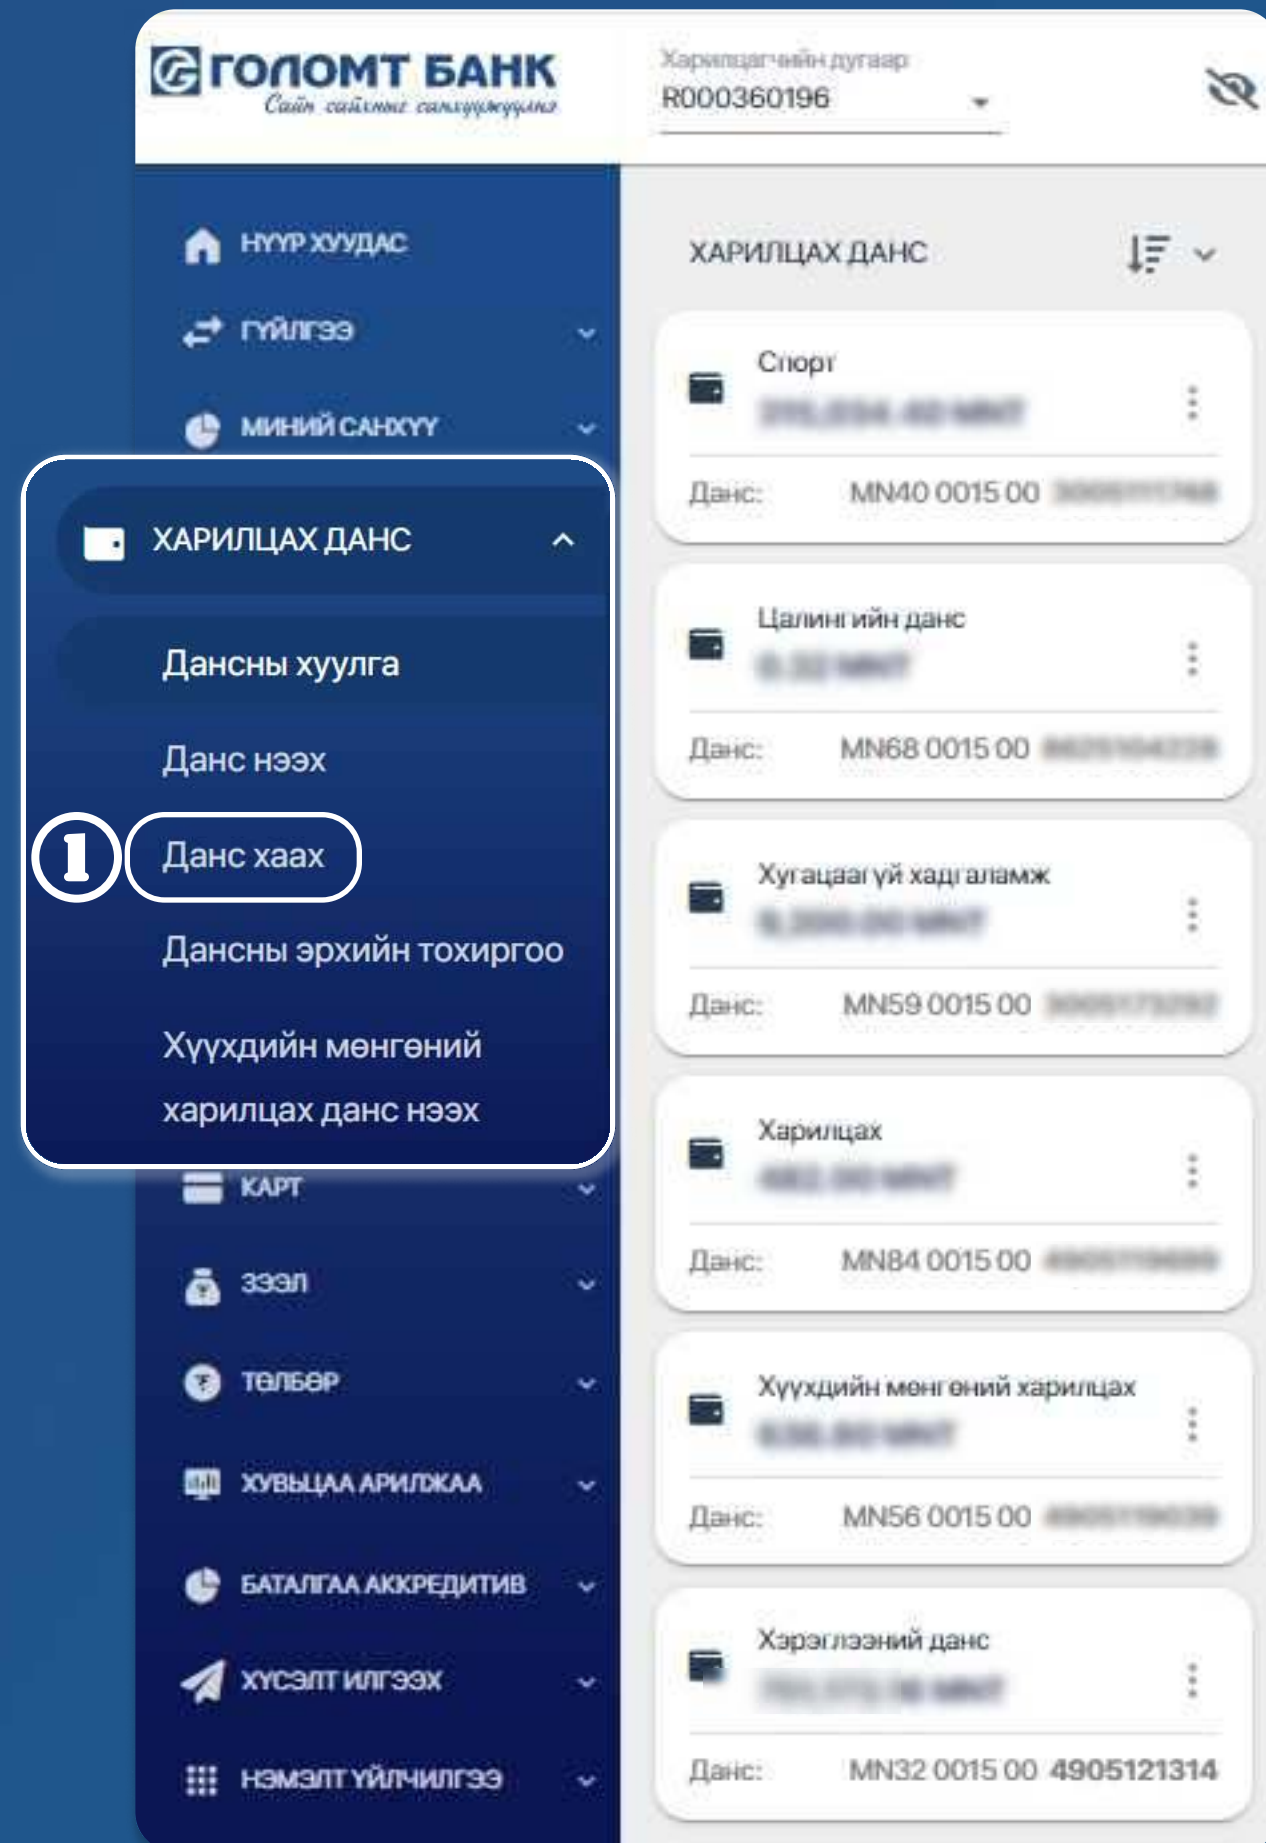 ГОЛОМТ БАНК
Сайн сайхныг санхүүжүүлнэ
Харилцагчийн дугаар
R000360196
НҮҮР ХУУДАС
ГҮЙЛГЭЭ
МИНИЙ САНХҮҮ
ХАРИЛЦАХ ДАНС
Дансны хуулга
Данс нээх
1
Данс хаах
Дансны эрхийн тохиргоо
Хүүхдийн мөнгөний
харилцах данс нээх
КАРТ
ЗЭЭЛ
ТӨЛБӨР
ХУВЬЦАА АРИЛЖАА
БАТАЛГАА АККРЕДИТИВ
ХҮСЭЛТ ИЛГЭЭХ
НЭМЭЛТ ҮЙЛЧИЛГЭЭ
ХАРИЛЦАХ ДАНС
Спорт
Данс: MN40 0015 00
Цалингийн данс
Данс: MN68 0015 00
Хугацаагүй хадгаламж
Данс: MN59 0015 00
Харилцах
Данс: MN84 0015 00
Хүүхдийн мөнгөний харилцах
Данс: MN56 0015 00
Хэрэглээний данс
Данс: MN32 0015 00 4905121314